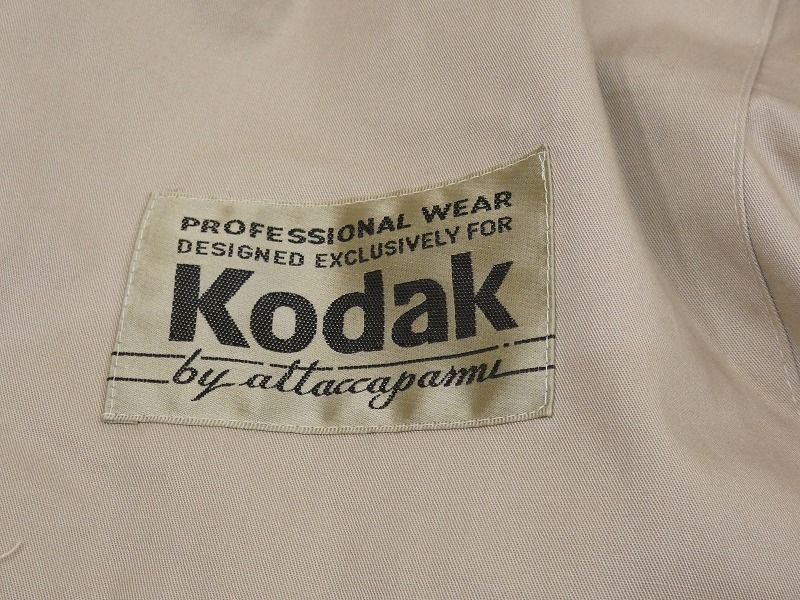 PROFESSIONAL WEAR
DESIGNED EXCLUSIVELY FOR
Kodak
by attaccapanni